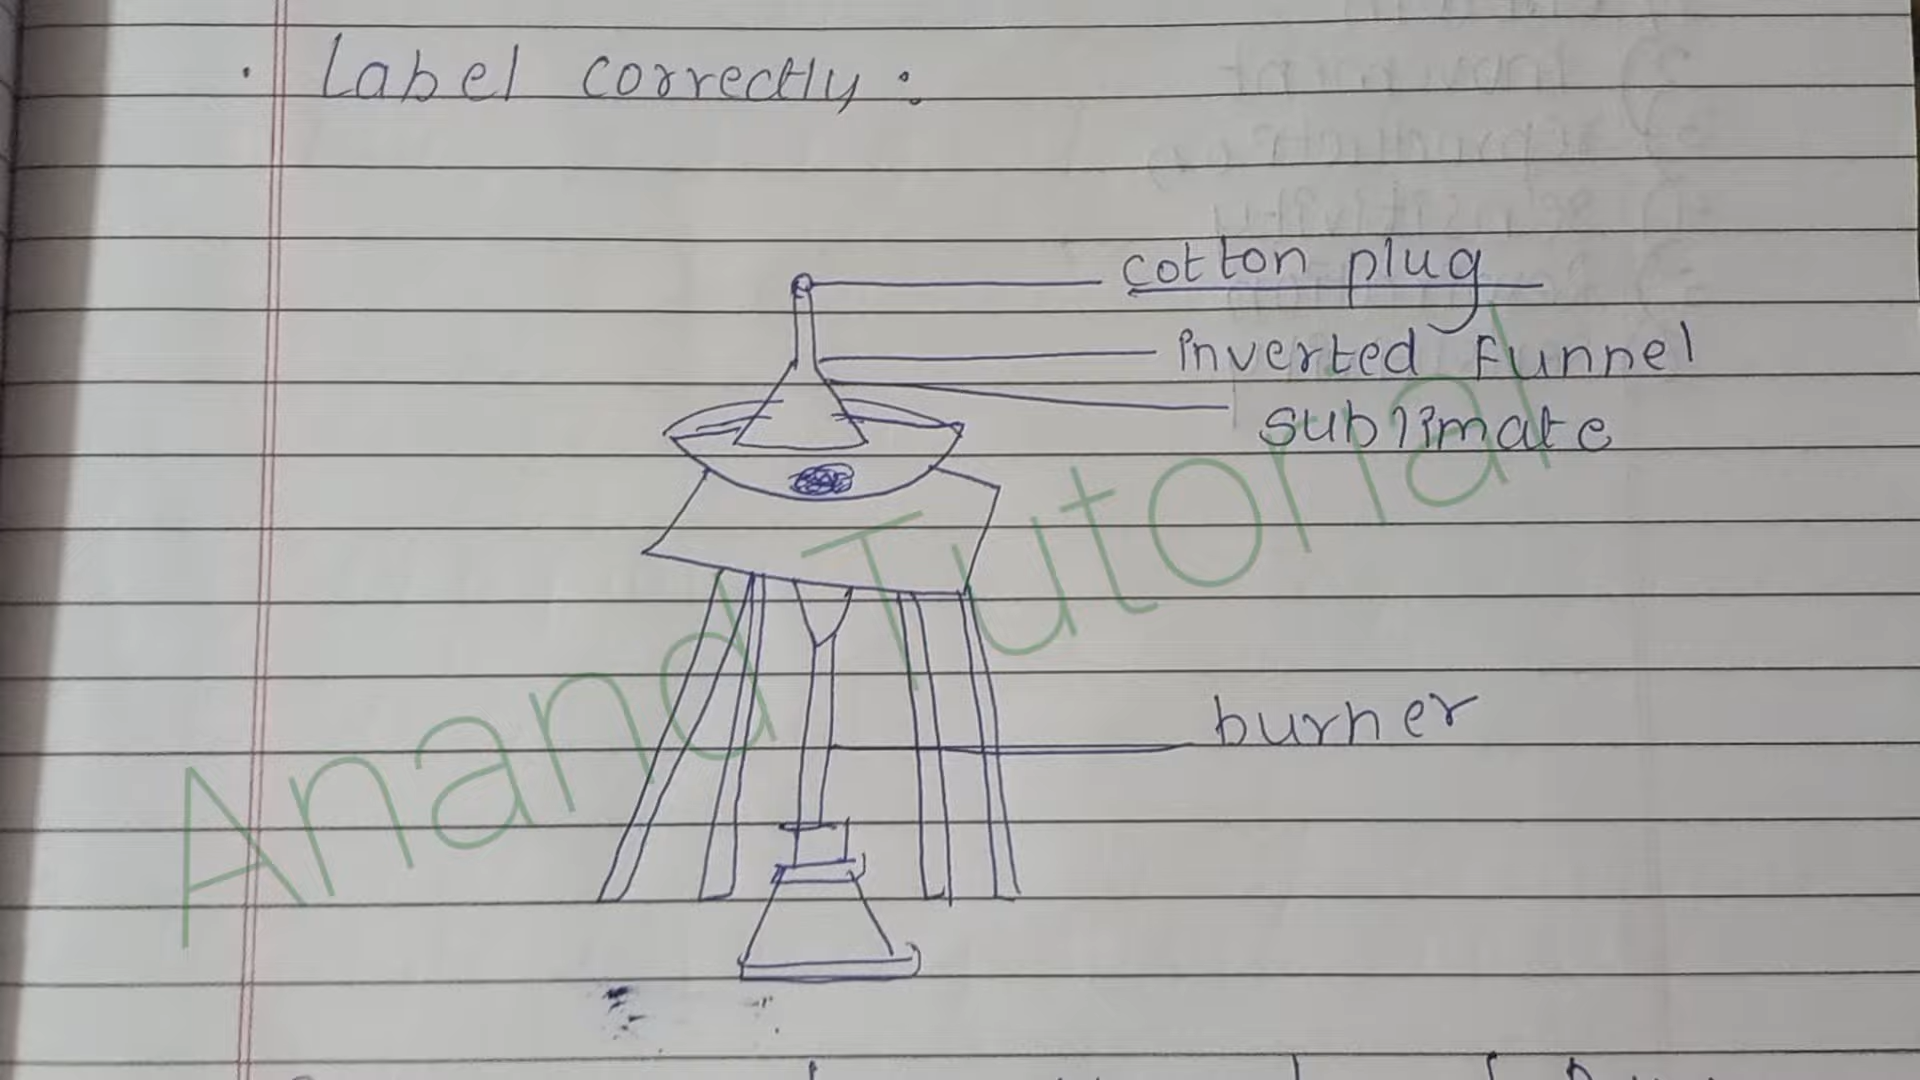 . Label correctly :
cotton plug
inverted Funnel
sublimate
burner
Anand Tutorial